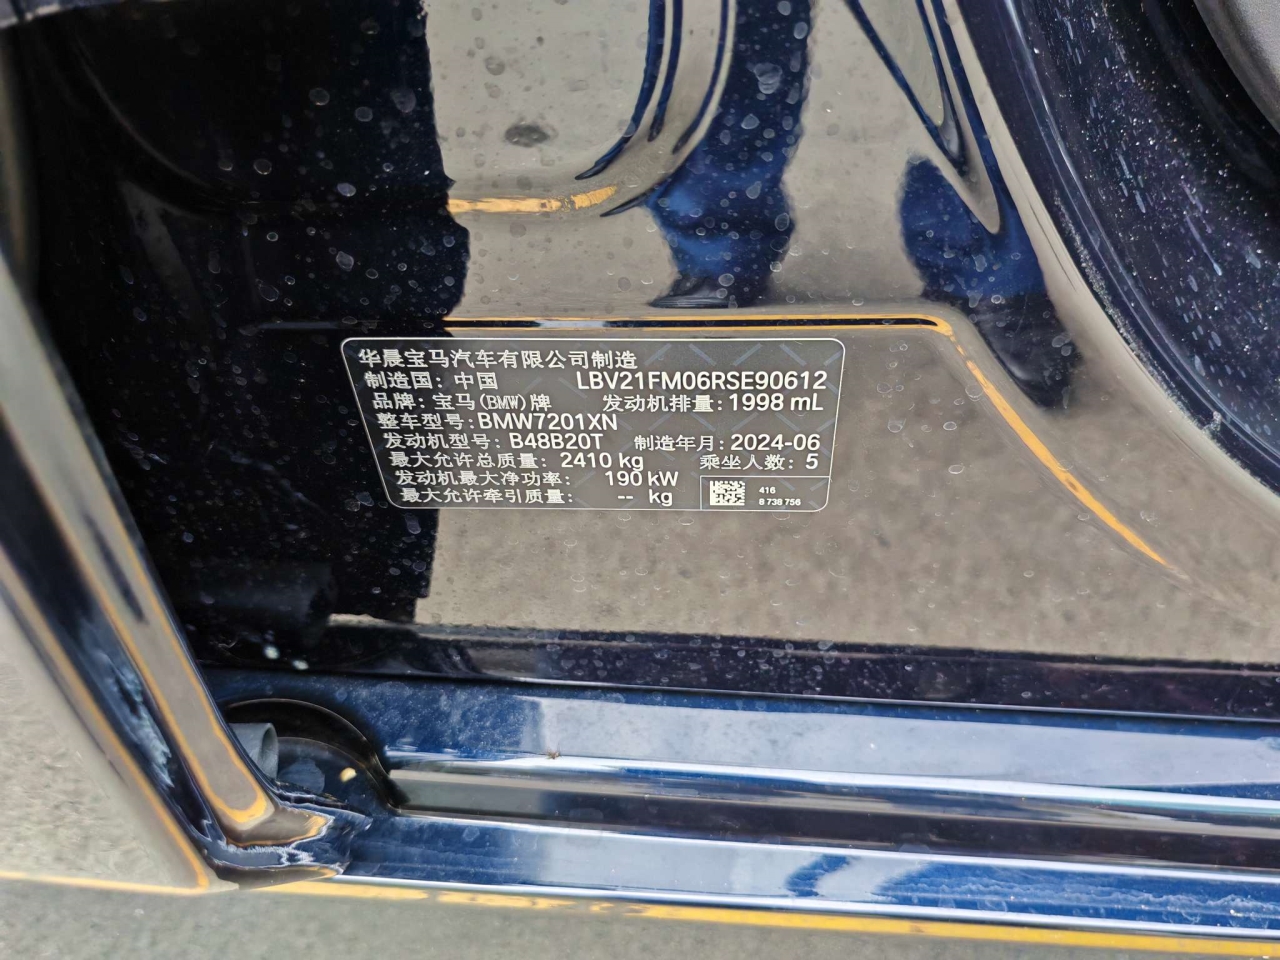 华晨宝马汽车有限公司制造
制造国: 中国 LBV21FM06RSE90612
品牌: 宝马(BMW)牌 发动机排量: 1998 mL
整车型号: BMW7201XN
发动机型号: B48B20T 制造年月: 2024-06
最大允许总质量: 2410 kg 乘坐人数: 5
发动机最大净功率: 190 kW
最大允许牵引质量: -- kg
416
8 738 756